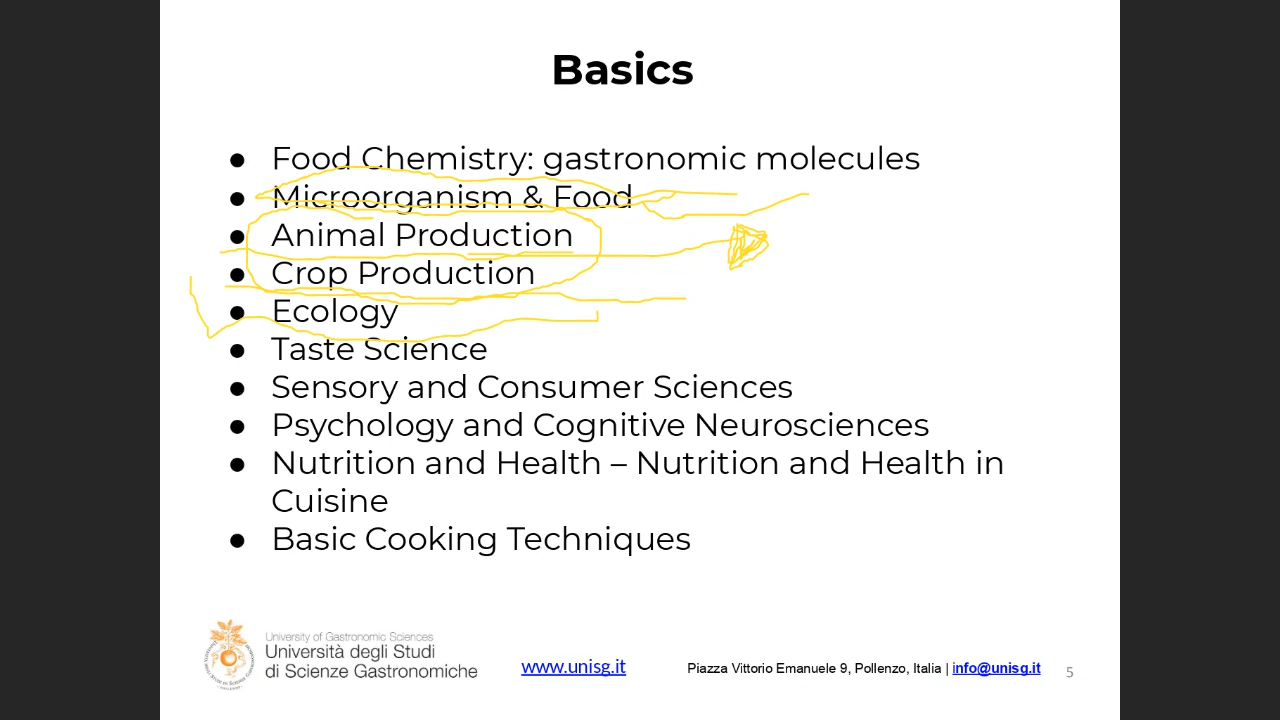 Basics
● Food Chemistry: gastronomic molecules
● Microorganism & Food
● Animal Production
● Crop Production
● Ecology
● Taste Science
● Sensory and Consumer Sciences
● Psychology and Cognitive Neurosciences
● Nutrition and Health – Nutrition and Health in
Cuisine
● Basic Cooking Techniques
University of Gastronomic Sciences
Università degli Studi
di Scienze Gastronomiche
www.unisg.it
Piazza Vittorio Emanuele 9, Pollenzo, Italia | info@unisg.it
5